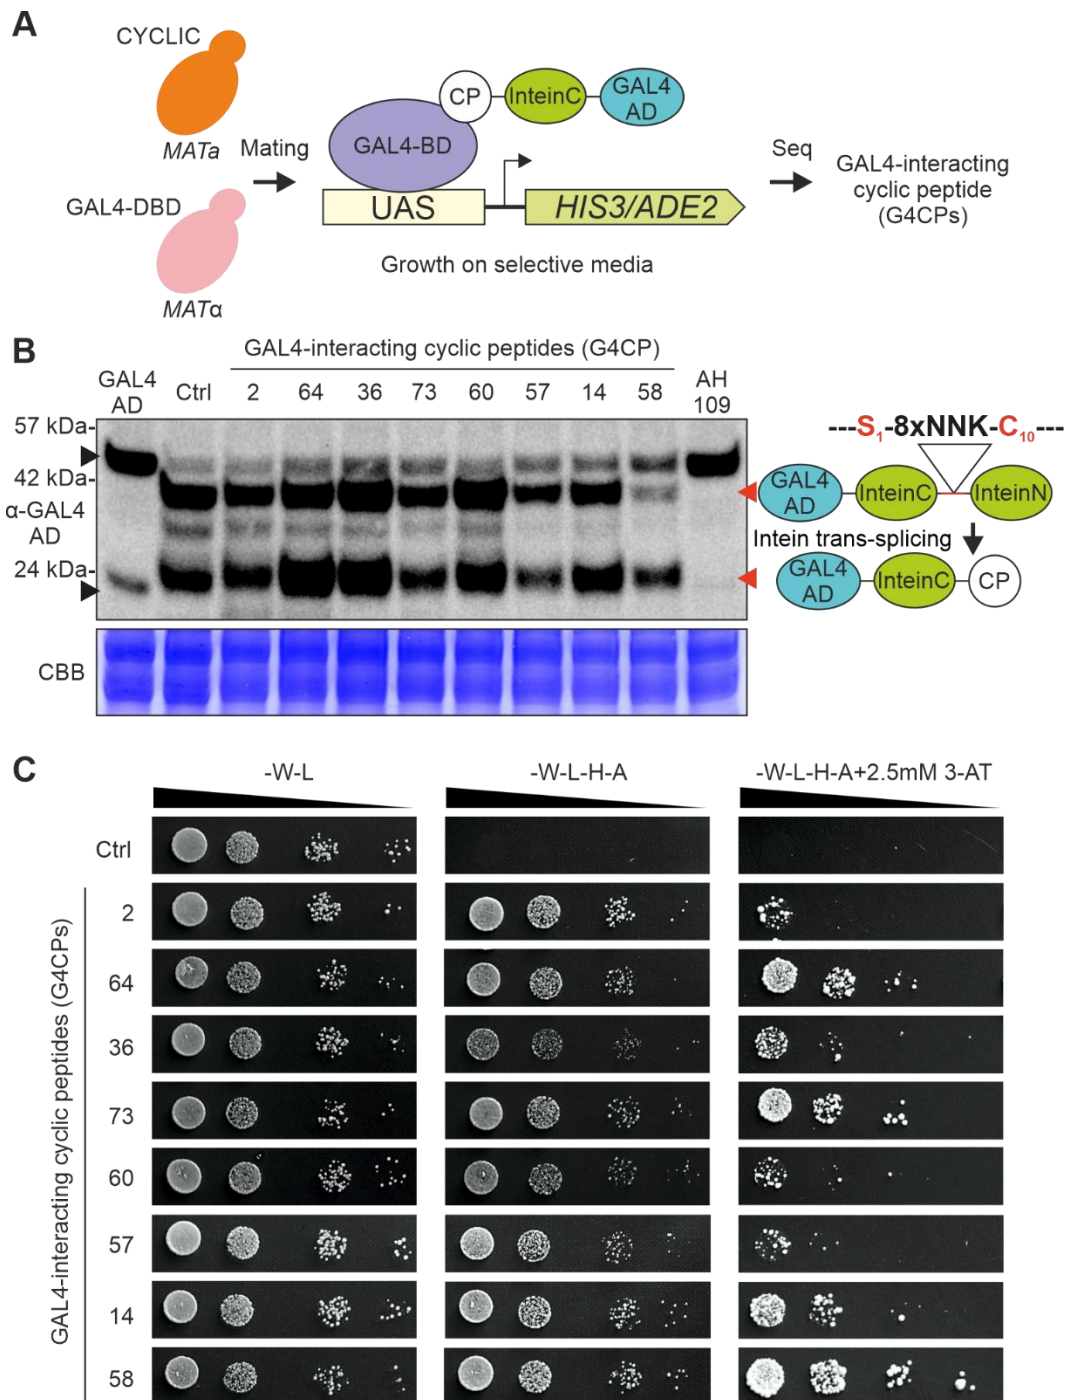 A
CYCLIC
MATa
GAL4-DBD
MATα
Mating
CP
InteinC
GAL4
AD
GAL4-BD
UAS
HIS3/ADE2
Growth on selective media
Seq
GAL4-interacting
cyclic peptide
(G4CPs)
B
GAL4-interacting cyclic peptides (G4CP)
GAL4
AD
Ctrl
2
64
36
73
60
57
14
58
AH
109
57 kDa-
42 kDa-
α-GAL4
AD
24 kDa-
CBB
---S1-8xNNK-C10---
GAL4
AD
InteinC
InteinN
Intein trans-splicing
GAL4
AD
InteinC
CP
C
-W-L
-W-L-H-A
-W-L-H-A+2.5mM 3-AT
GAL4-interacting cyclic peptides (G4CPs)
Ctrl
2
64
36
73
60
57
14
58